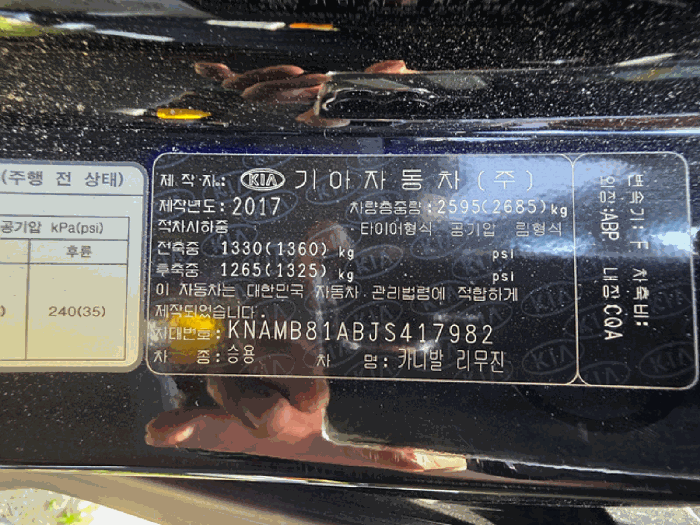 (주행 전 상태)
공기압 kPa(psi)
후륜
240(35)
제 작 자: KIA 기아자동차(주)
제작년도: 2017 차량총중량: 2595(2685)kg
적차시하중 타이어형식 공기압 림형식
전축중 1330(1360) kg psi
후축중 1265(1325) kg psi
이 자동차는 대한민국 자동차 관리법령에 적합하게
제작되었습니다.
차대번호: KNAMB81ABJS417982
차 종: 승용 차 명: 카니발 리무진
변속기: F 차축비:
외장:ABP 내장:CQA